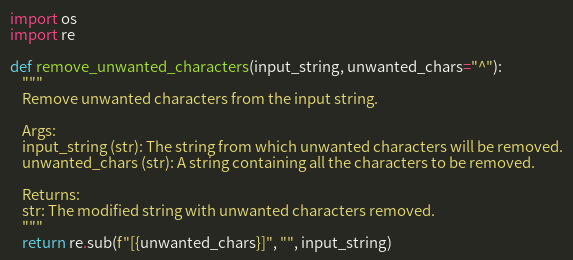 import os
import re

def remove_unwanted_characters(input_string, unwanted_chars="^"):
    """
    Remove unwanted characters from the input string.

    Args:
    input_string (str): The string from which unwanted characters will be removed.
    unwanted_chars (str): A string containing all the characters to be removed.

    Returns:
    str: The modified string with unwanted characters removed.
    """
    return re.sub(f"[{unwanted_chars}]", "", input_string)